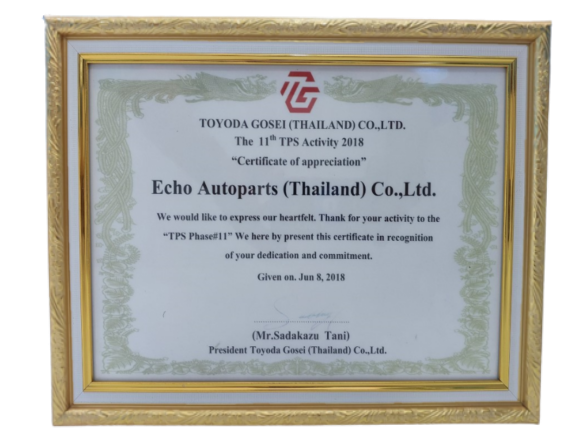 TG
TOYODA GOSEI (THAILAND) CO.,LTD.
The 11th TPS Activity 2018
“Certificate of appreciation”
Echo Autoparts (Thailand) Co.,Ltd.
We would like to express our heartfelt. Thank for your activity to the
“TPS Phase#11” We here by present this certificate in recognition
of your dedication and commitment.
Given on. Jun 8, 2018
(Mr.Sadakazu Tani)
President Toyoda Gosei (Thailand) Co.,Ltd.